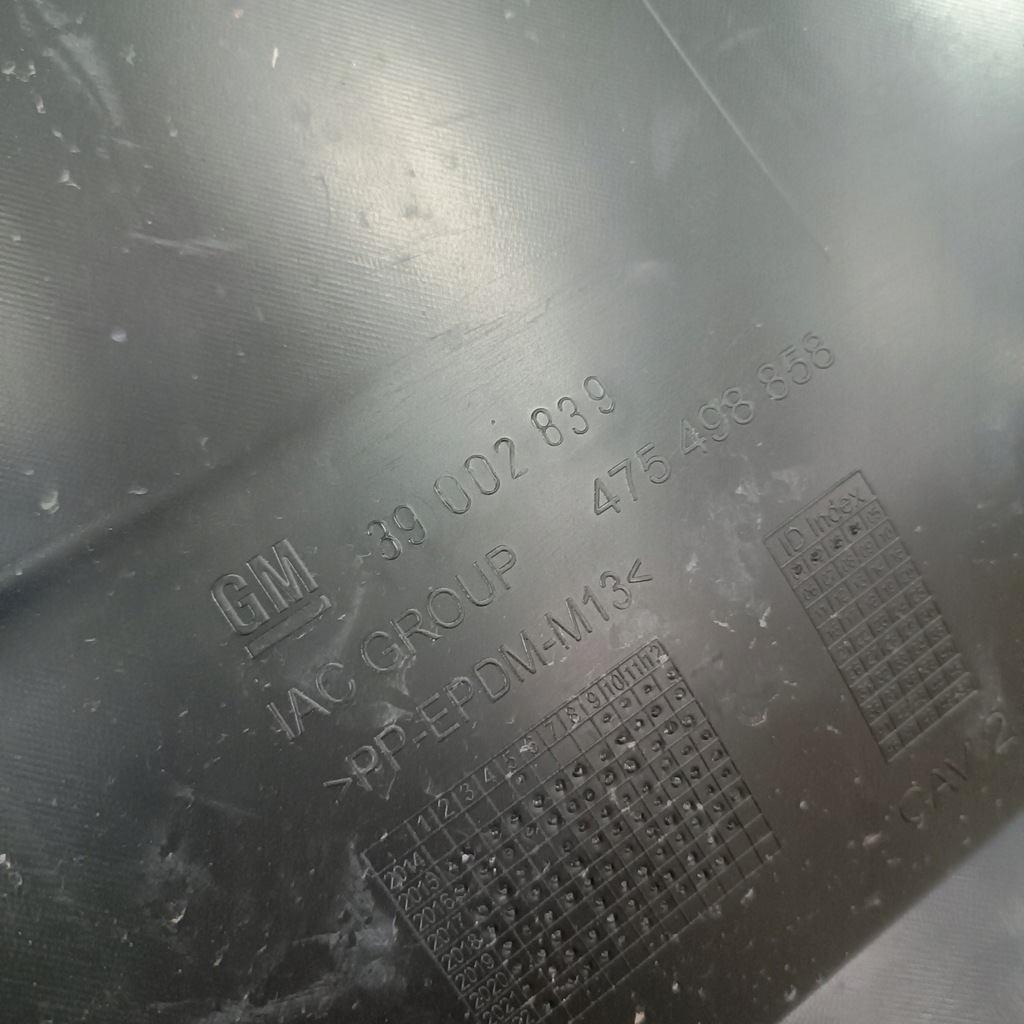 GM 39 002 839
IAC GROUP 475 498 858
>PP-EPDM-M13<
1 2 3 4 5 6 7 8 9 10 11 12
2014
2015
2016
2017
2018
2019
2020
2021
ID Index
CAV 2